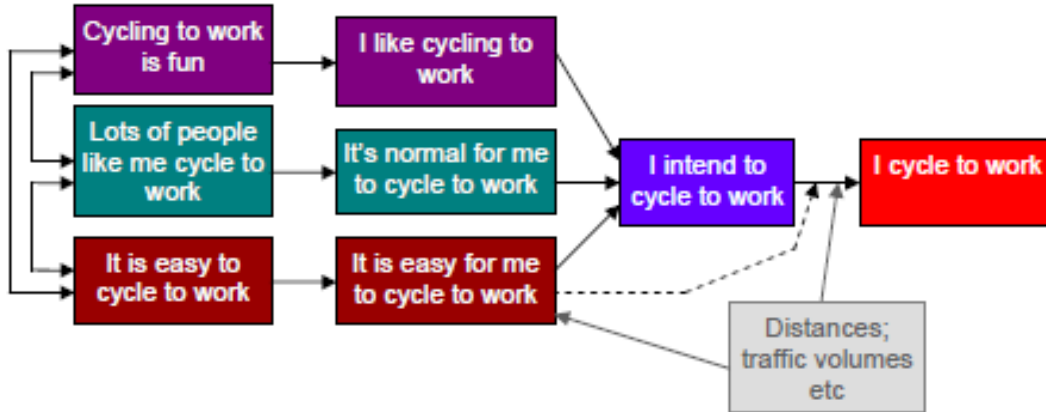 Cycling to work
is fun
I like cycling to
work
Lots of people
like me cycle to
work
It's normal for me
to cycle to work
I intend to
cycle to work
I cycle to work
It is easy to
cycle to work
It is easy for me
to cycle to work
Distances;
traffic volumes
etc